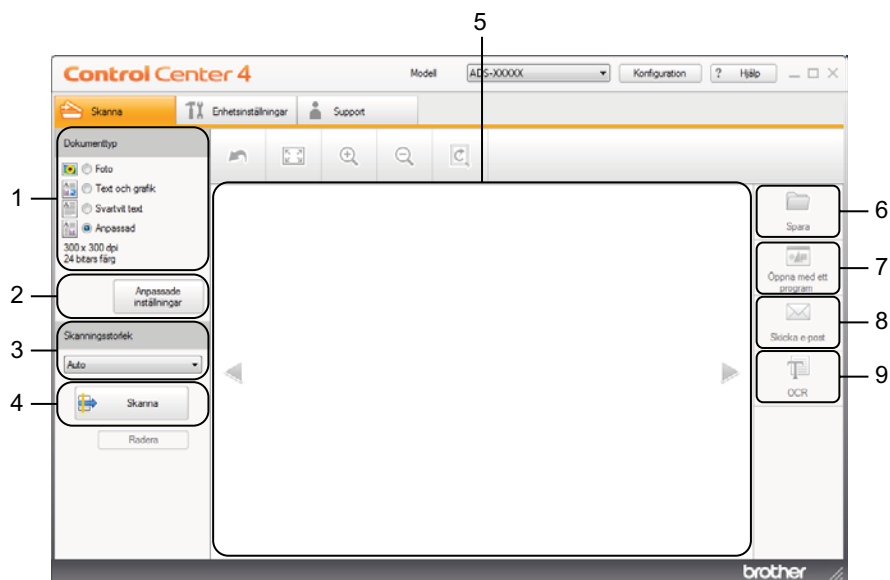 5
Control Center 4
Modell
ADS-XXXXX
Konfiguration
? Hjälp
Skanna
Enhetsinställningar
Support
Dokumenttyp
Foto
Text och grafik
Svartvit text
Anpassad
300 x 300 dpi
24 bitars färg
1
Anpassade
inställningar
2
Skanningsstorlek
Auto
3
Skanna
4
Radera
Spara
6
Öppna med ett
program
7
Skicka e-post
8
OCR
9
brother